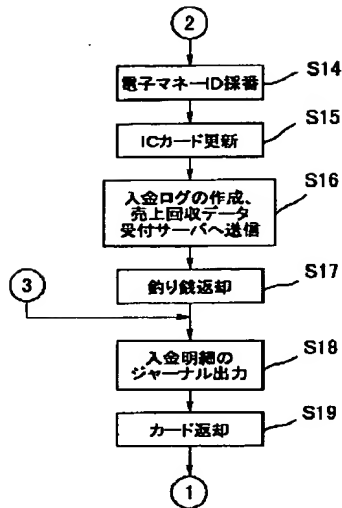 2
電子マネーID採番
S14
ICカード更新
S15
入金ログの作成、
売上回収データ
受付サーバへ送信
S16
釣り銭返却
S17
3
入金明細の
ジャーナル出力
S18
カード返却
S19
1